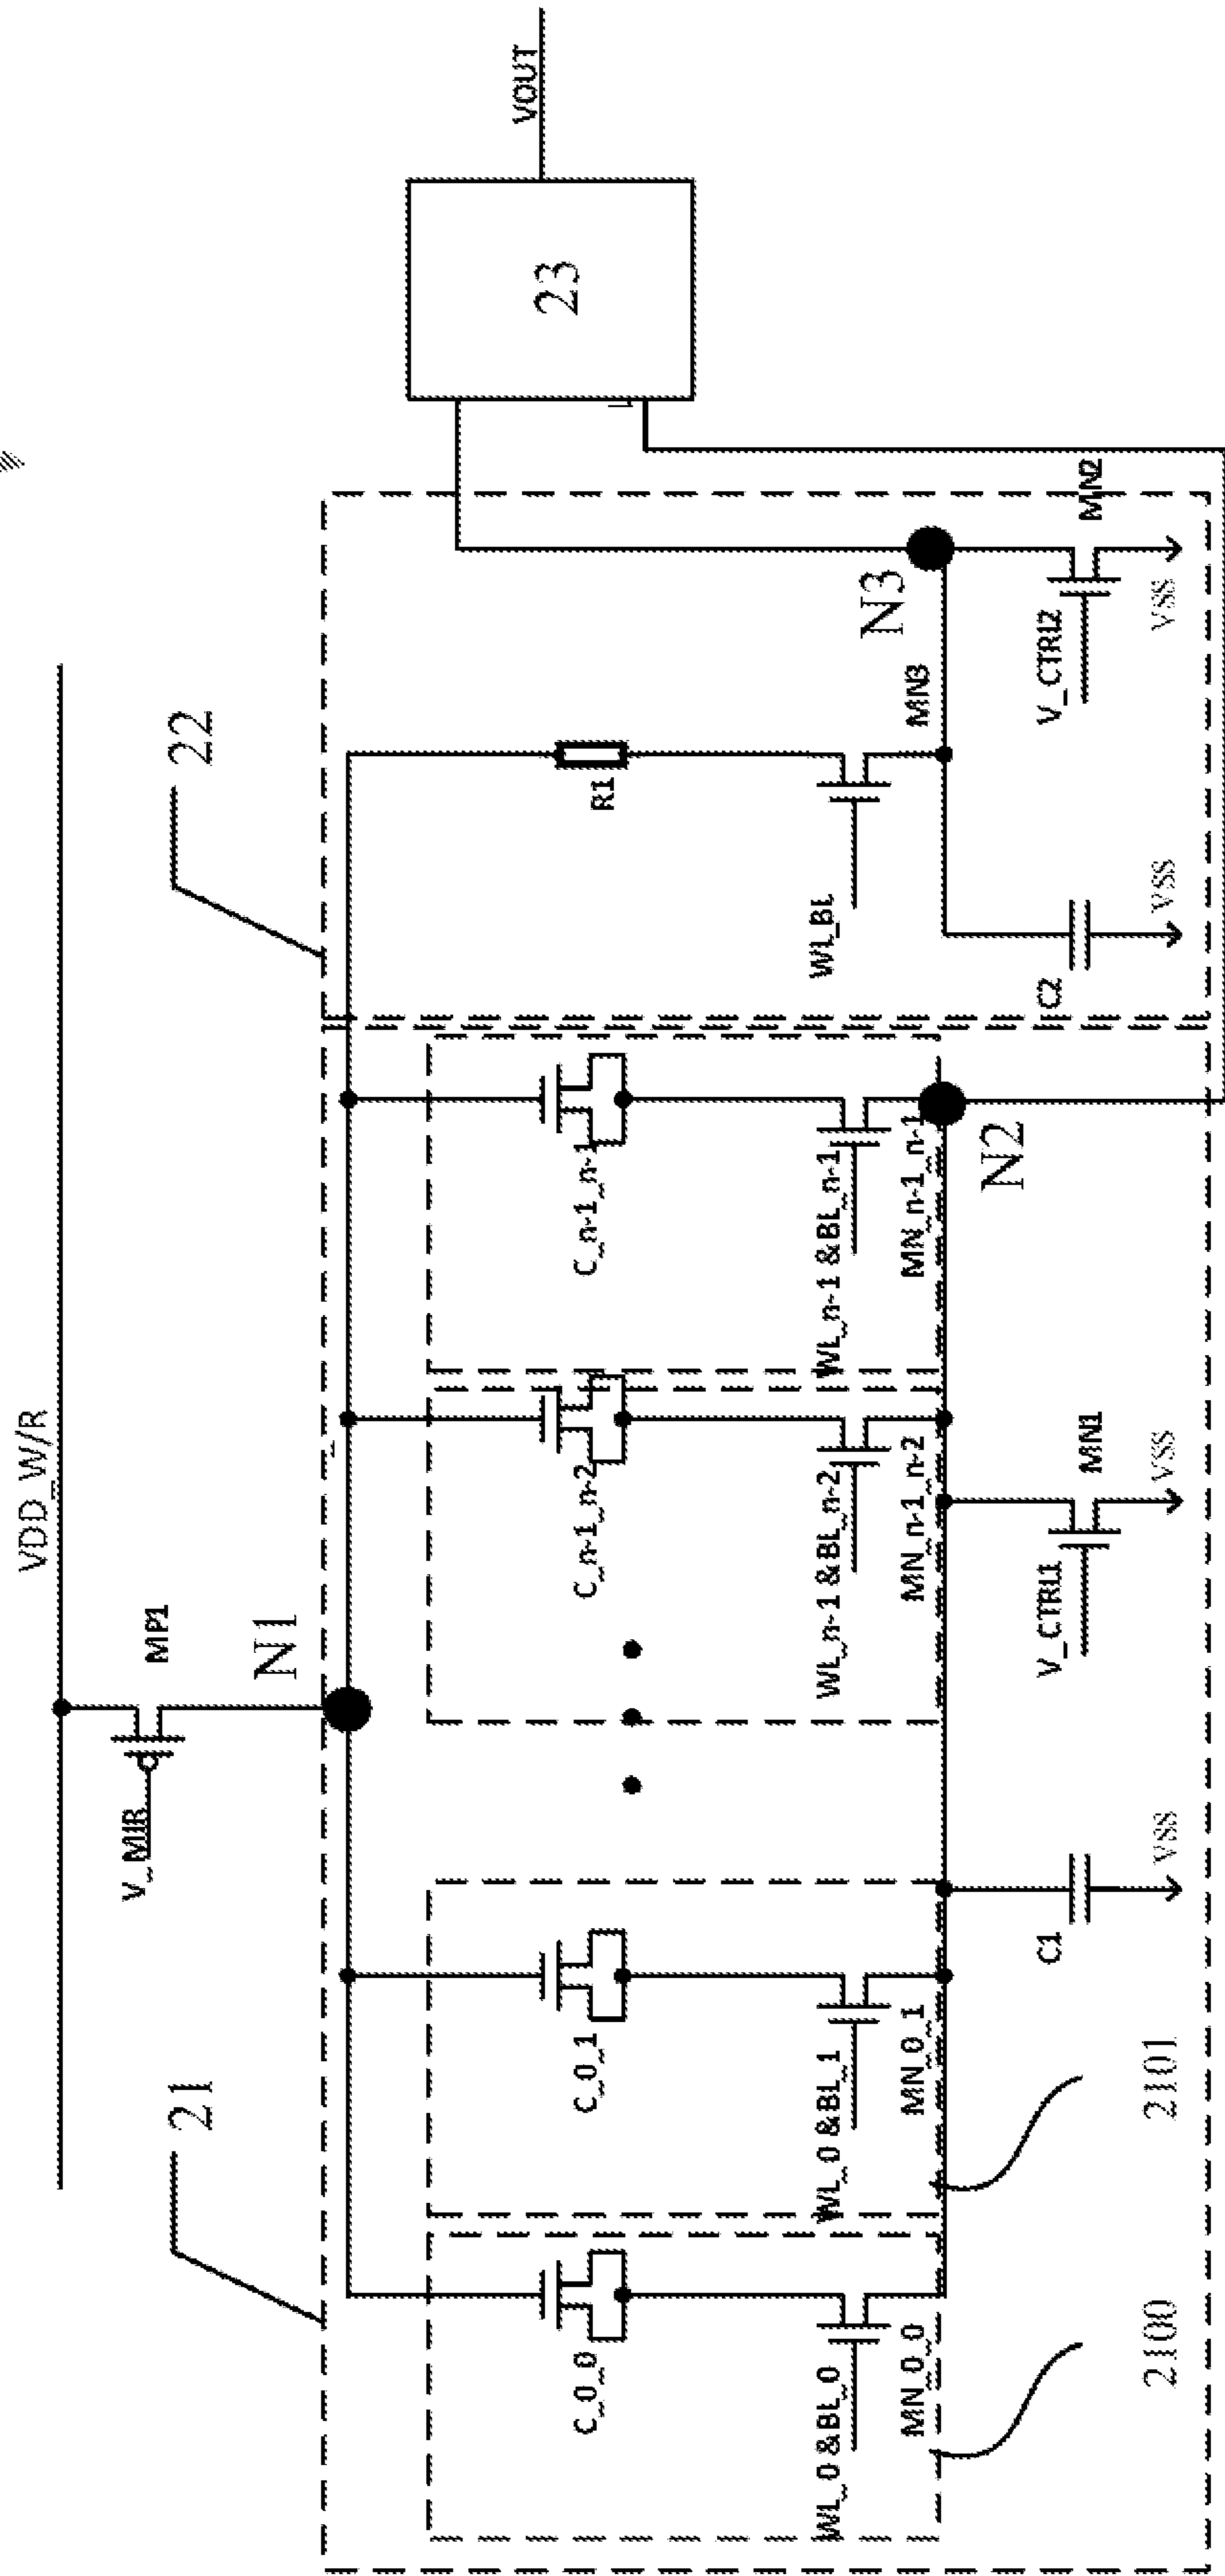 VDD_W/R
V_MIR
MP1
N1
21
22
C_0_0
C_0_1
C_n-1_n-2
C_n-1_n-1
R1
23
VOUT
WL_0&BL_0
WL_0&BL_1
WL_n-1&BL_n-2
WL_n-1&BL_n-1
WL_BL
MN_0_0
MN_0_1
MN_n-1_n-2
MN_n-1_n-1
MN3
N3
N2
C1
V_CTRL1
MN1
C2
V_CTRL2
MN2
VSS
VSS
VSS
VSS
2100
2101